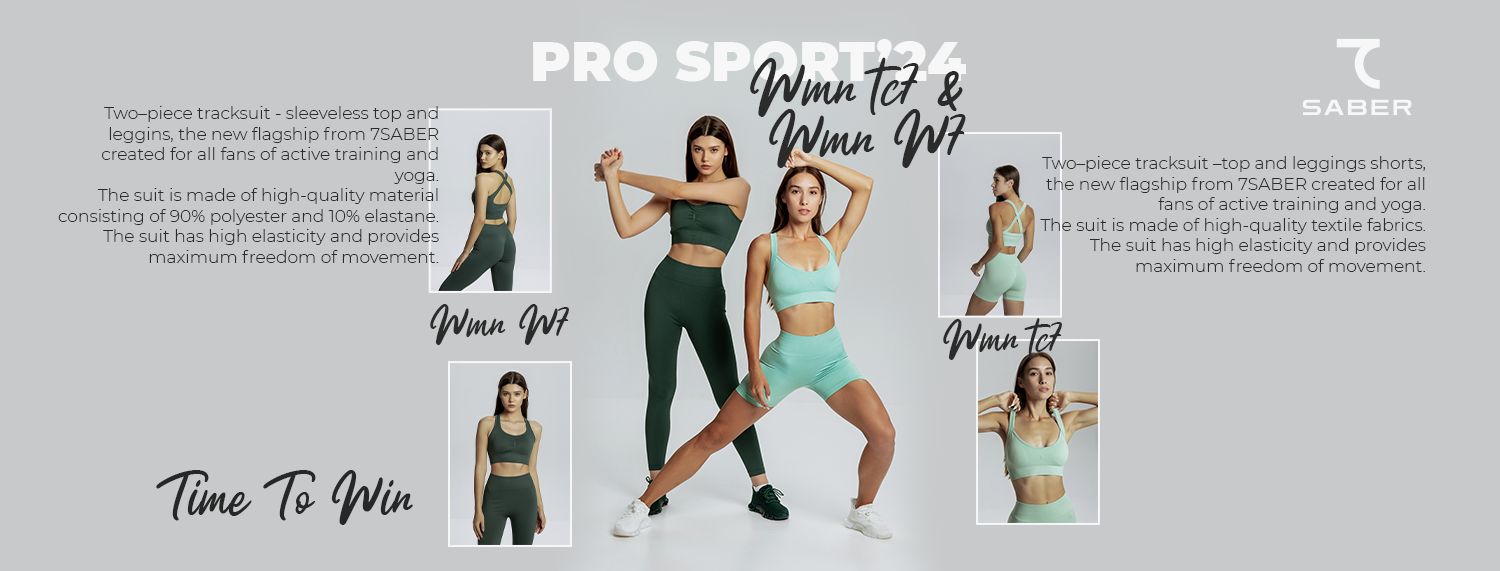 PRO SPORT'24
Wmn Tc7 &
Wmn W7
SABER
Two–piece tracksuit - sleeveless top and
leggins, the new flagship from 7SABER
created for all fans of active training and
yoga.
The suit is made of high-quality material
consisting of 90% polyester and 10% elastane.
The suit has high elasticity and provides
maximum freedom of movement.
Wmn W7
Time To Win
Two–piece tracksuit –top and leggings shorts,
the new flagship from 7SABER created for all
fans of active training and yoga.
The suit is made of high-quality textile fabrics.
The suit has high elasticity and provides
maximum freedom of movement.
Wmn Tc7